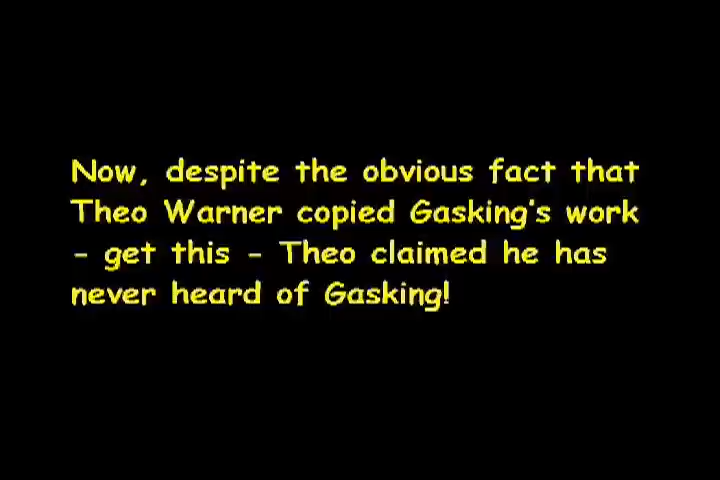 Now, despite the obvious fact that
Theo Warner copied Gasking's work
- get this - Theo claimed he has
never heard of Gasking!